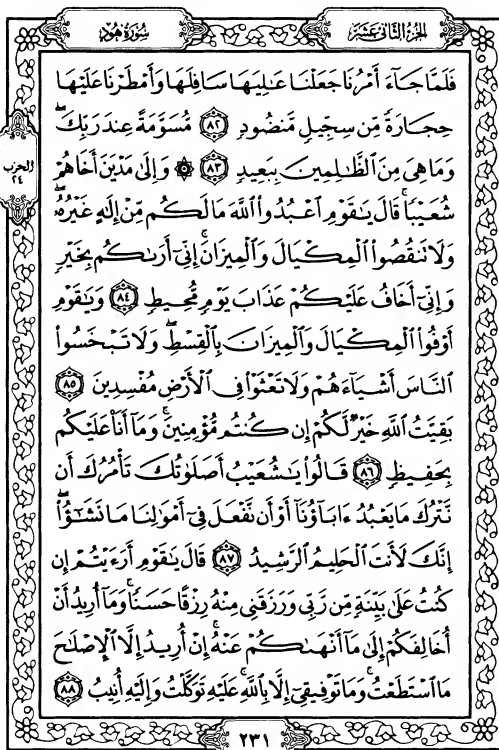 الجزء الثانى عشر
سورة هود
فَلَمَّا جَآءَ أَمْرُنَا جَعَلْنَا عَٰلِيَهَا سَافِلَهَا وَأَمْطَرْنَا عَلَيْهَا
حِجَارَةً مِّن سِجِّيلٍ مَّنضُودٍ ٨٢ مُّسَوَّمَةً عِندَ رَبِّكَ ۖ
وَمَا هِىَ مِنَ ٱلظَّٰلِمِينَ بِبَعِيدٍ ٨٣ ۞ وَإِلَىٰ مَدْيَنَ أَخَاهُمْ
الحزب
٢٤
شُعَيْبًا ۚ قَالَ يَٰقَوْمِ ٱعْبُدُوا۟ ٱللَّهَ مَا لَكُم مِّنْ إِلَٰهٍ غَيْرُهُۥ ۖ
وَلَا تَنقُصُوا۟ ٱلْمِكْيَالَ وَٱلْمِيزَانَ ۚ إِنِّىٓ أَرَىٰكُم بِخَيْرٍ
وَإِنِّىٓ أَخَافُ عَلَيْكُمْ عَذَابَ يَوْمٍ مُّحِيطٍ ٨٤ وَيَٰقَوْمِ
أَوْفُوا۟ ٱلْمِكْيَالَ وَٱلْمِيزَانَ بِٱلْقِسْطِ ۖ وَلَا تَبْخَسُوا۟
ٱلنَّاسَ أَشْيَآءَهُمْ وَلَا تَعْثَوْا۟ فِى ٱلْأَرْضِ مُفْسِدِينَ ٨٥
بَقِيَّتُ ٱللَّهِ خَيْرٌ لَّكُمْ إِن كُنتُم مُّؤْمِنِينَ ۚ وَمَآ أَنَا۠ عَلَيْكُم
بِحَفِيظٍ ٨٦ قَالُوا۟ يَٰشُعَيْبُ أَصَلَوٰتُكَ تَأْمُرُكَ أَن
نَّتْرُكَ مَا يَعْبُدُ ءَابَآؤُنَآ أَوْ أَن نَّفْعَلَ فِىٓ أَمْوَٰلِنَا مَا نَشَٰٓؤُا۟ ۖ
إِنَّكَ لَأَنتَ ٱلْحَلِيمُ ٱلرَّشِيدُ ٨٧ قَالَ يَٰقَوْمِ أَرَءَيْتُمْ إِن
كُنتُ عَلَىٰ بَيِّنَةٍ مِّن رَّبِّى وَرَزَقَنِى مِنْهُ رِزْقًا حَسَنًا ۚ وَمَآ أُرِيدُ أَنْ
أُخَالِفَكُمْ إِلَىٰ مَآ أَنْهَىٰكُمْ عَنْهُ ۚ إِنْ أُرِيدُ إِلَّا ٱلْإِصْلَٰحَ
مَا ٱسْتَطَعْتُ ۚ وَمَا تَوْفِيقِىٓ إِلَّا بِٱللَّهِ ۚ عَلَيْهِ تَوَكَّلْتُ وَإِلَيْهِ أُنِيبُ ٨٨
٢٣١